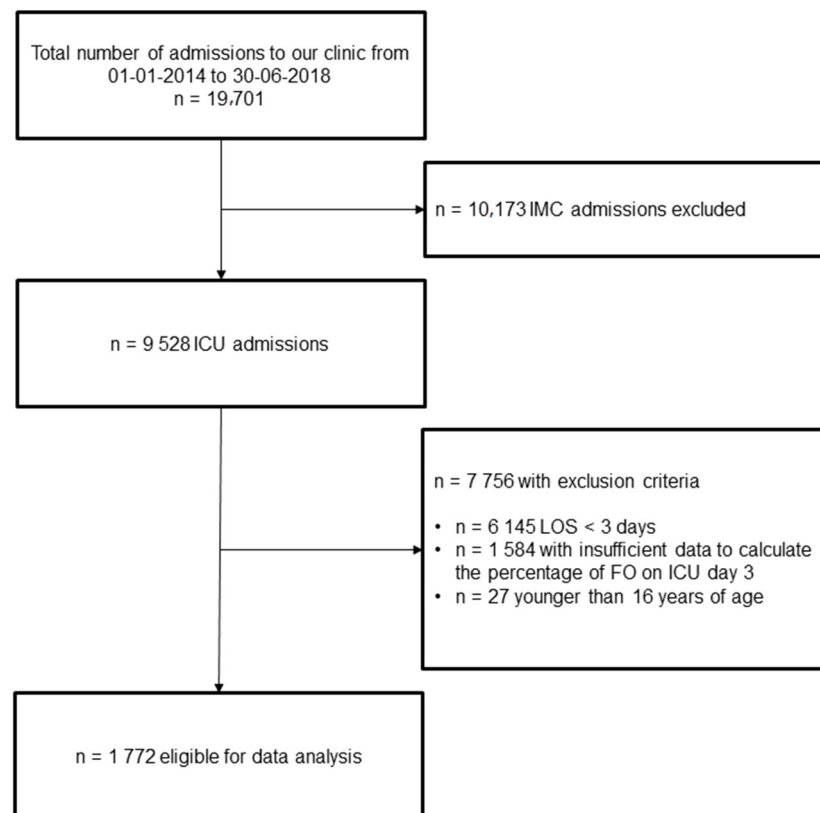 Total number of admissions to our clinic from
01-01-2014 to 30-06-2018
n = 19,701
n = 10,173 IMC admissions excluded
n = 9 528 ICU admissions
n = 7 756 with exclusion criteria
• n = 6 145 LOS < 3 days
• n = 1 584 with insufficient data to calculate
the percentage of FO on ICU day 3
• n = 27 younger than 16 years of age
n = 1 772 eligible for data analysis